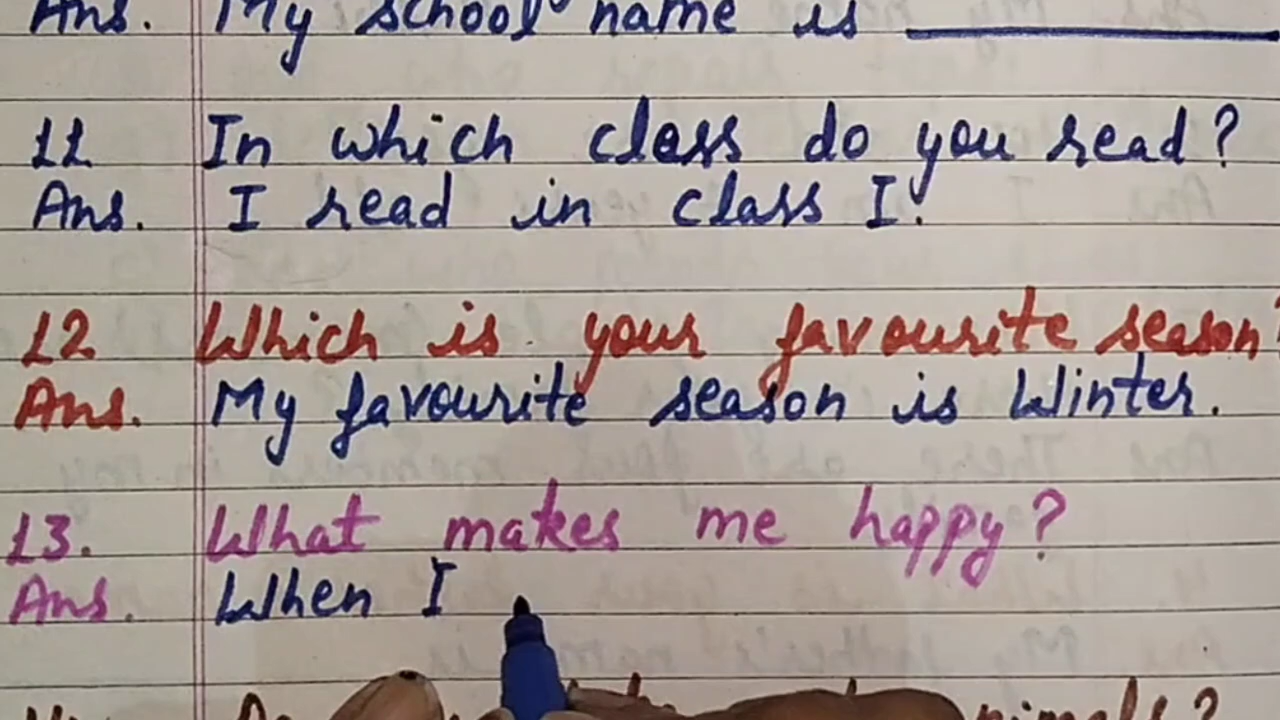 Ans. My school name is
11 In which class do you read?
Ans. I read in class I.
12 Which is your favourite season?
Ans. My favourite season is Winter.
13. What makes me happy?
Ans. When I